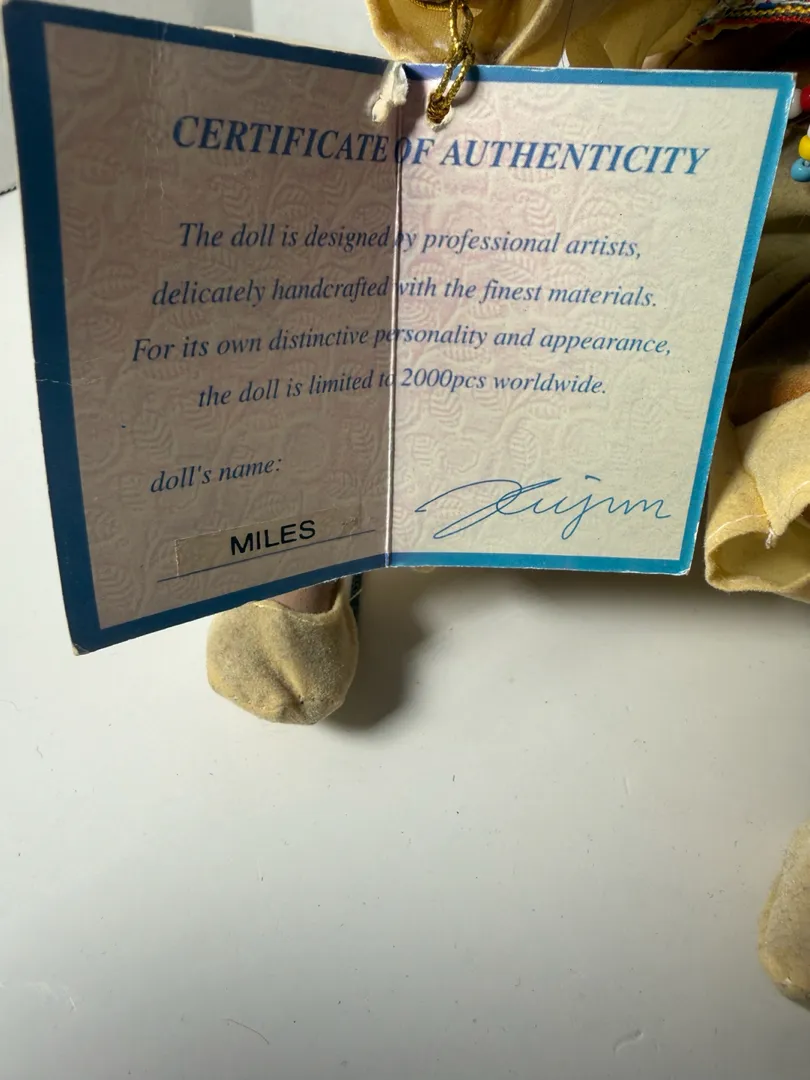 CERTIFICATE OF AUTHENTICITY
The doll is designed by professional artists,
delicately handcrafted with the finest materials.
For its own distinctive personality and appearance,
the doll is limited to 2000pcs worldwide.
doll's name:
MILES